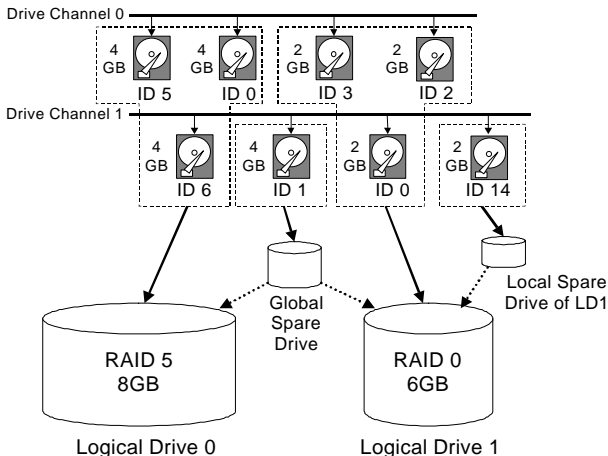 Drive Channel 0
4 GB
4 GB
2 GB
2 GB
ID 5
ID 0
ID 3
ID 2
Drive Channel 1
4 GB
4 GB
2 GB
2 GB
ID 6
ID 1
ID 0
ID 14
Global
Spare
Drive
Local Spare
Drive of LD1
RAID 5
8GB
RAID 0
6GB
Logical Drive 0
Logical Drive 1